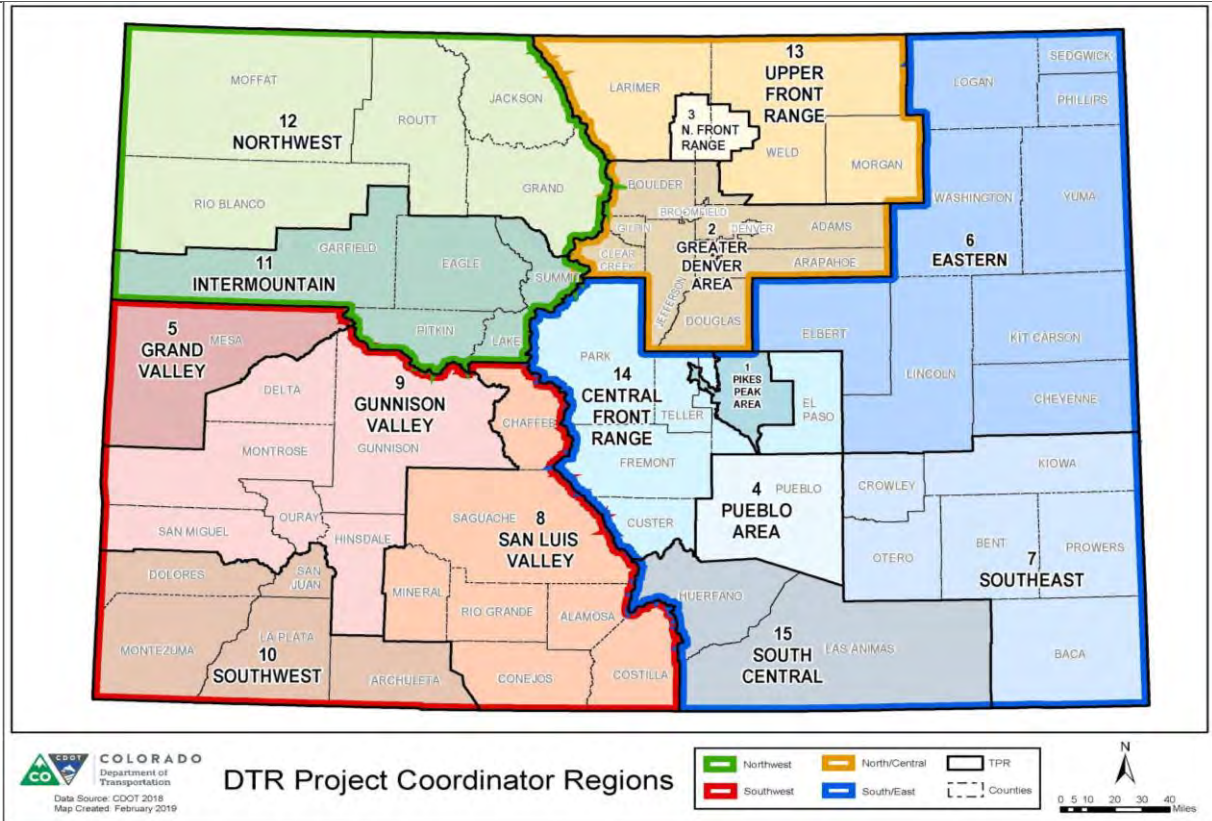 MOFFAT
ROUTT
JACKSON
12
NORTHWEST
GRAND
RIO BLANCO
LARIMER
13
UPPER
FRONT
RANGE
3
N. FRONT
RANGE
WELD
MORGAN
LOGAN
SEDGWICK
PHILLIPS
WASHINGTON
YUMA
6
EASTERN
BOULDER
BROOMFIELD
GILPIN
2
DENVER
ADAMS
GREATER
DENVER
AREA
CLEAR
CREEK
ARAPAHOE
JEFFERSON
DOUGLAS
GARFIELD
EAGLE
11
INTERMOUNTAIN
SUMMIT
PITKIN
LAKE
5
GRAND
VALLEY
MESA
DELTA
9
GUNNISON
VALLEY
MONTROSE
GUNNISON
CHAFFEE
OURAY
SAN MIGUEL
HINSDALE
PARK
14
CENTRAL
FRONT
RANGE
TELLER
1
PIKES
PEAK
AREA
EL
PASO
FREMONT
CUSTER
ELBERT
LINCOLN
KIT CARSON
CHEYENNE
4
PUEBLO
AREA
PUEBLO
CROWLEY
KIOWA
OTERO
BENT
PROWERS
7
SOUTHEAST
BACA
SAGUACHE
8
SAN LUIS
VALLEY
MINERAL
RIO GRANDE
ALAMOSA
CONEJOS
COSTILLA
DOLORES
SAN
JUAN
MONTEZUMA
LA PLATA
10
SOUTHWEST
ARCHULETA
HUERFANO
15
SOUTH
CENTRAL
LAS ANIMAS
CO
CDOT
COLORADO
Department of
Transportation
Data Source: CDOT 2018
Map Created: February 2019
DTR Project Coordinator Regions
Northwest
North/Central
TPR
Southwest
South/East
Counties
N
0 5 10 20 30 40
Miles